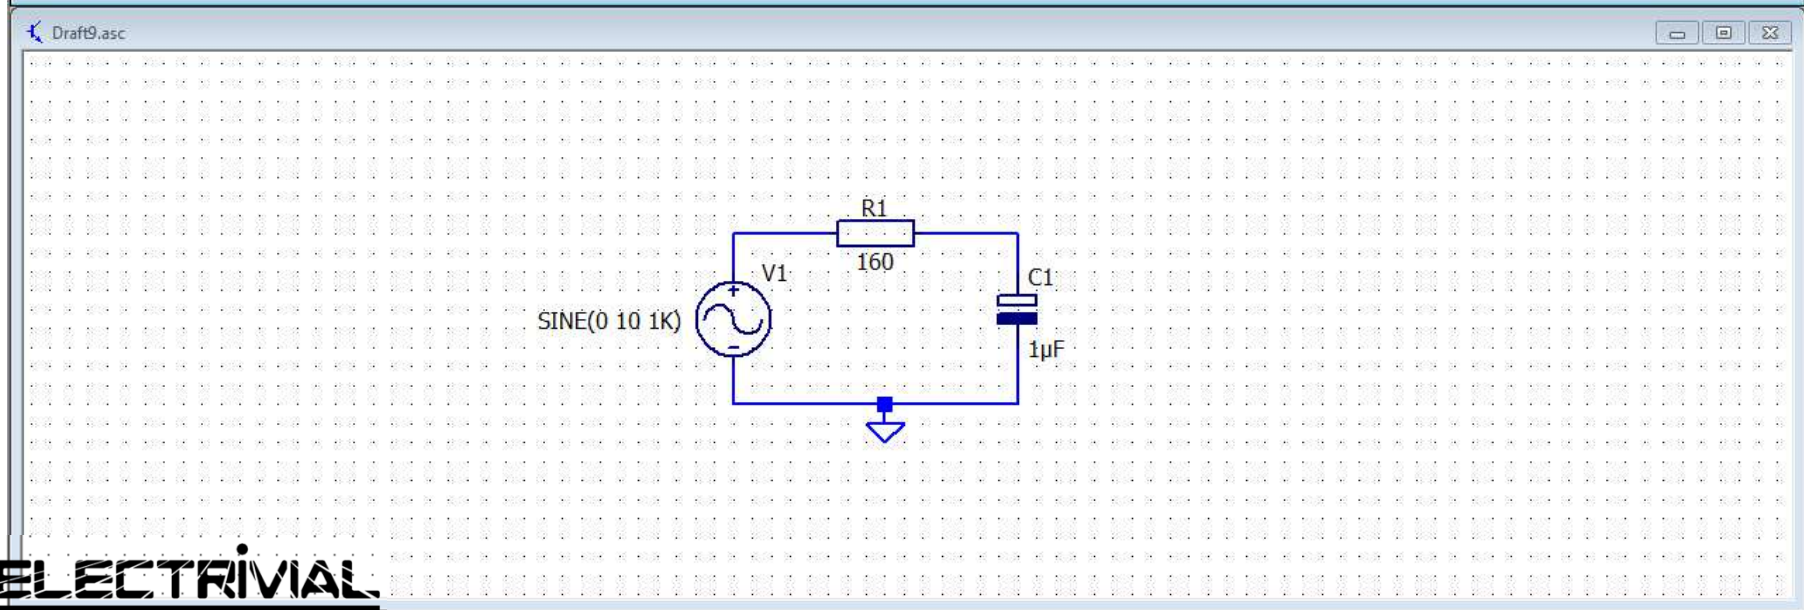 Draft9.asc
R1
160
V1
SINE(0 10 1K)
C1
1µF
ELECTRIVIAL